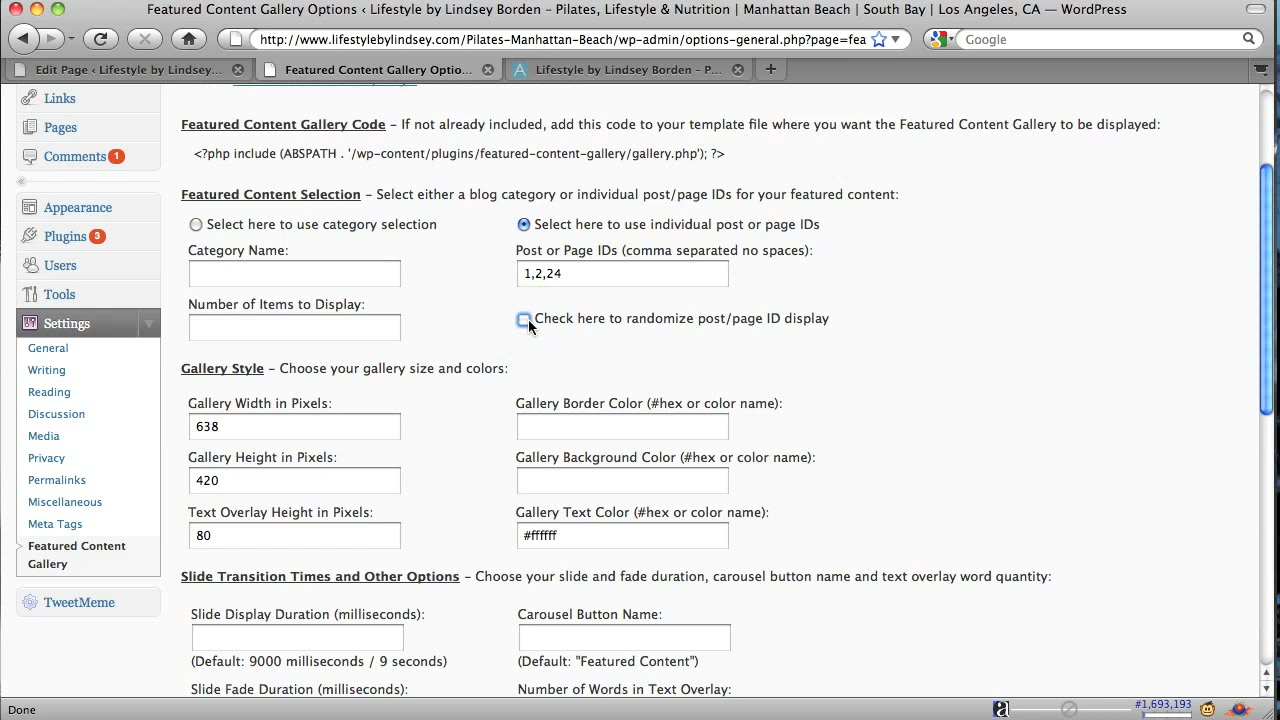 Featured Content Gallery Options ‹ Lifestyle by Lindsey Borden – Pilates, Lifestyle & Nutrition | Manhattan Beach | South Bay | Los Angeles, CA — WordPress
http://www.lifestylebylindsey.com/Pilates-Manhattan-Beach/wp-admin/options-general.php?page=fea
Google
Edit Page ‹ Lifestyle by Lindsey...
Featured Content Gallery Optio...
Lifestyle by Lindsey Borden – P...
Links
Pages
Comments 1
Appearance
Plugins 3
Users
Tools
Settings
General
Writing
Reading
Discussion
Media
Privacy
Permalinks
Miscellaneous
Meta Tags
Featured Content
Gallery
TweetMeme
Featured Content Gallery Code – If not already included, add this code to your template file where you want the Featured Content Gallery to be displayed:
<?php include (ABSPATH . '/wp-content/plugins/featured-content-gallery/gallery.php'); ?>
Featured Content Selection – Select either a blog category or individual post/page IDs for your featured content:
Select here to use category selection
Select here to use individual post or page IDs
Category Name:
Post or Page IDs (comma separated no spaces):
1,2,24
Number of Items to Display:
Check here to randomize post/page ID display
Gallery Style – Choose your gallery size and colors:
Gallery Width in Pixels:
Gallery Border Color (#hex or color name):
638
Gallery Height in Pixels:
Gallery Background Color (#hex or color name):
420
Text Overlay Height in Pixels:
Gallery Text Color (#hex or color name):
80
#ffffff
Slide Transition Times and Other Options – Choose your slide and fade duration, carousel button name and text overlay word quantity:
Slide Display Duration (milliseconds):
Carousel Button Name:
(Default: 9000 milliseconds / 9 seconds)
(Default: "Featured Content")
Slide Fade Duration (milliseconds):
Number of Words in Text Overlay:
Done
a
#1,693,193